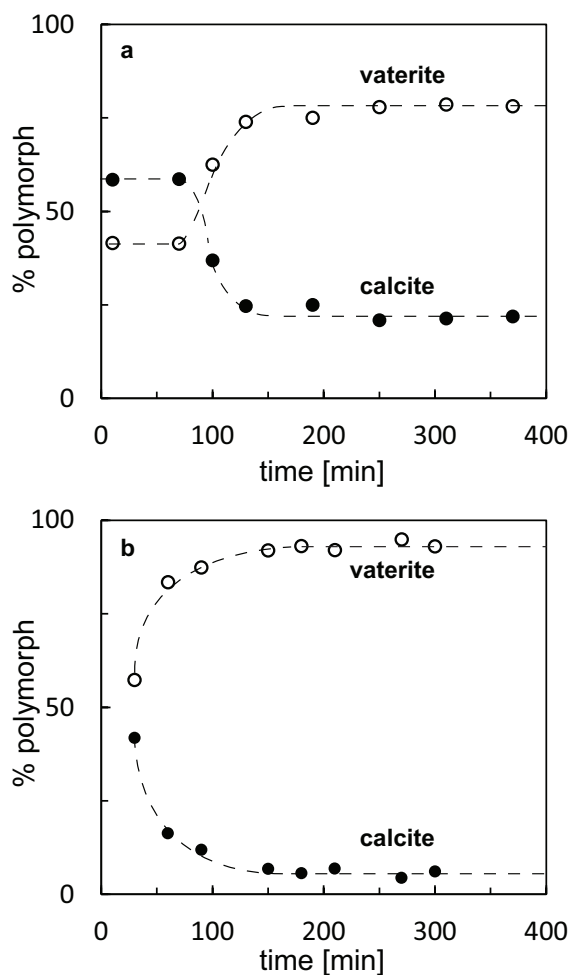 100
a
vaterite
% polymorph
50
calcite
0
0 100 200 300 400
time [min]
100
b
vaterite
% polymorph
50
calcite
0
0 100 200 300 400
time [min]